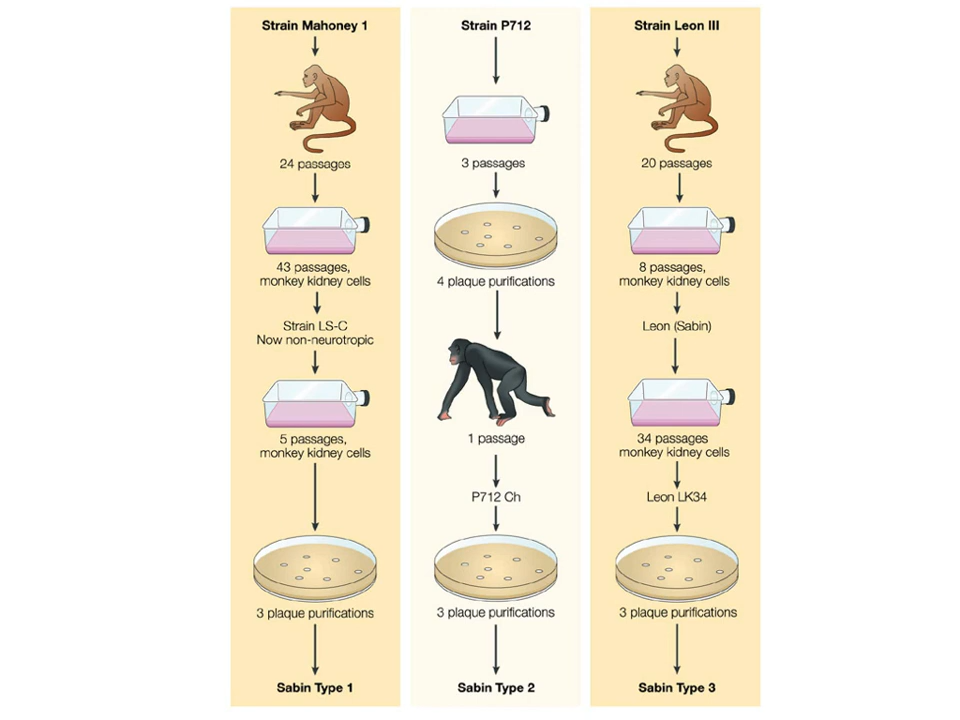 Strain Mahoney 1
24 passages
43 passages,
monkey kidney cells
Strain LS-C
Now non-neurotropic
5 passages,
monkey kidney cells
3 plaque purifications
Sabin Type 1
Strain P712
3 passages
4 plaque purifications
1 passage
P712 Ch
3 plaque purifications
Sabin Type 2
Strain Leon III
20 passages
8 passages,
monkey kidney cells
Leon (Sabin)
34 passages
monkey kidney cells
Leon LK34
3 plaque purifications
Sabin Type 3